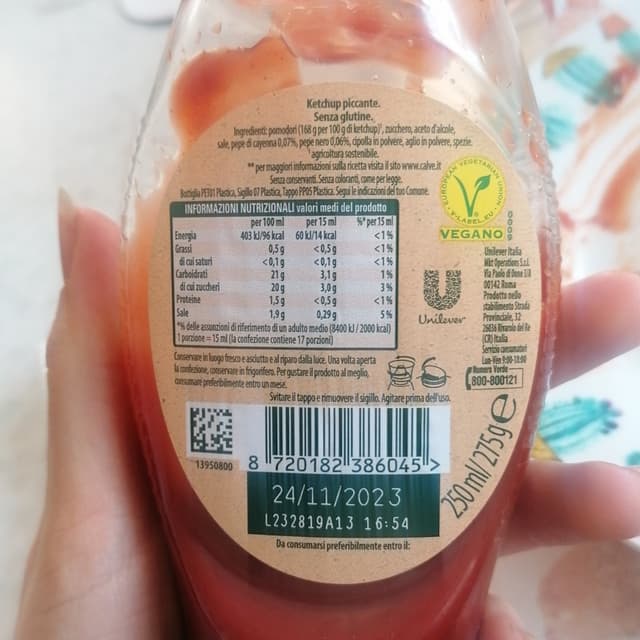 Ketchup piccante.
Senza glutine.
Ingredienti: pomodori (168 g per 100 g di ketchup)¹, zucchero, aceto d'alcole,
sale, pepe di cayenna 0,07%, pepe nero 0,06%, cipolla in polvere, aglio in polvere, spezie.
¹agricoltura sostenibile.
** per maggiori informazioni sulla ricetta visita il sito www.calve.it
Senza conservanti. Senza coloranti, come per legge.
Bottiglia PET01 Plastica, Sigillo 07 Plastica, Tappo PP05 Plastica. Segui le indicazioni del tuo Comune.
INFORMAZIONI NUTRIZIONALI valori medi del prodotto
per 100 ml per 15 ml %* per 15 ml
Energia 403 kJ/96 kcal 60 kJ/14 kcal <1%
Grassi 0,5 g <0,5 g <1%
di cui saturi <0,1 g <0,1 g <1%
Carboidrati 21 g 3,1 g 1%
di cui zuccheri 20 g 3,0 g 3%
Proteine 1,5 g <0,5 g <1%
Sale 1,9 g 0,29 g 5%
*% delle assunzioni di riferimento di un adulto medio (8400 kJ / 2000 kcal)
1 porzione = 15 ml (la confezione contiene 17 porzioni)
Conservare in luogo fresco e asciutto e al riparo dalla luce. Una volta aperta
la confezione, conservare in frigorifero. Per gustare il prodotto al meglio,
consumare preferibilmente entro un mese.
Svitare il tappo e rimuovere il sigillo. Agitare prima dell'uso.
EUROPEAN VEGETARIAN UNION
V-LABEL.EU
VEGANO
Unilever
Unilever Italia
Mkt Operations S.r.l.
Via Paolo di Dono 3/A
00142 Roma
Prodotto nello
stabilimento Strada
Provinciale, 32
26036 Rivarolo del Re
(CR) Italia
Servizio consumatori
Lun-Ven 9:00-18:00
Numero Verde
800-800121
13950800
8 720182 386045 >
250 ml/275g e
24/11/2023
L232819A13 16:54
Da consumarsi preferibilmente entro il: